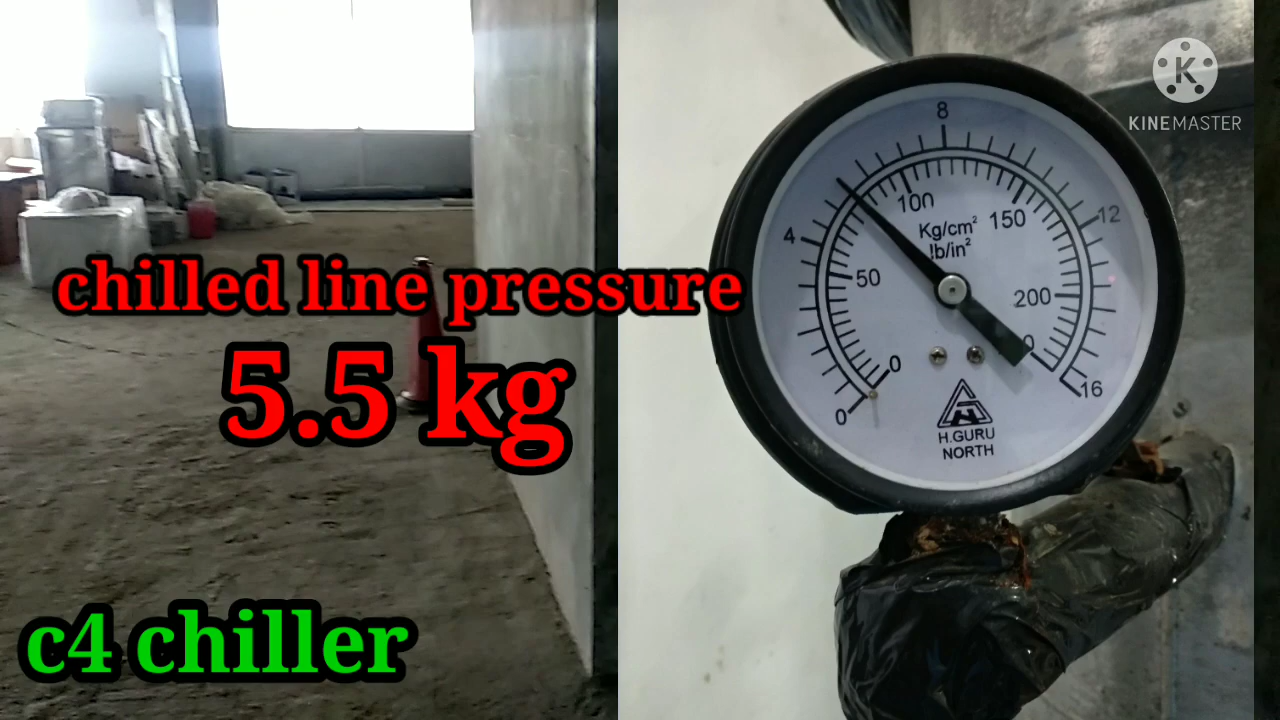 chilled line pressure
5.5 kg
c4 chiller
KINEMASTER
8
100
4
Kg/cm²
150
12
lb/in²
50
200
0
0
16
0
H.GURU
NORTH